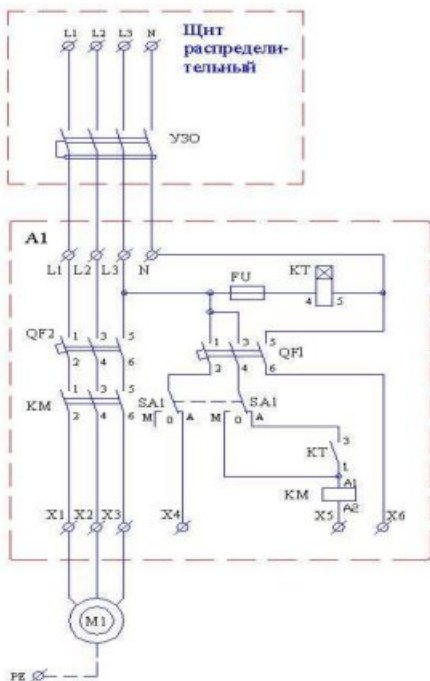 L1 L2 L3 N
Щит
распредели-
тельный
УЗО
A1
L1 L2 L3 N
FU
KT
4 5
QF2
1 3 5
2 4 6
1 3 5
2 4 6
QF1
KM
1 3 5
2 4 6
SA1
SA1
M 0 A
M 0 A
3
KT
1
KM
A1
A2
X1 X2 X3
X4
X5
X6
M1
PE